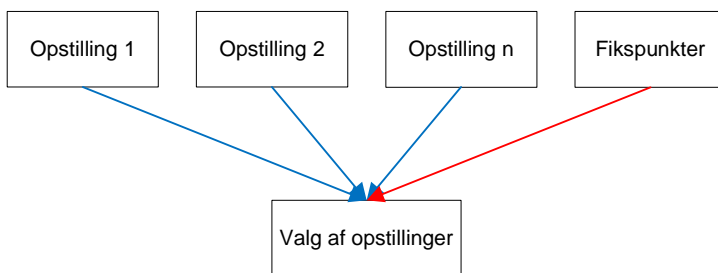 Opstilling 1
Opstilling 2
Opstilling n
Fikspunkter
Valg af opstillinger